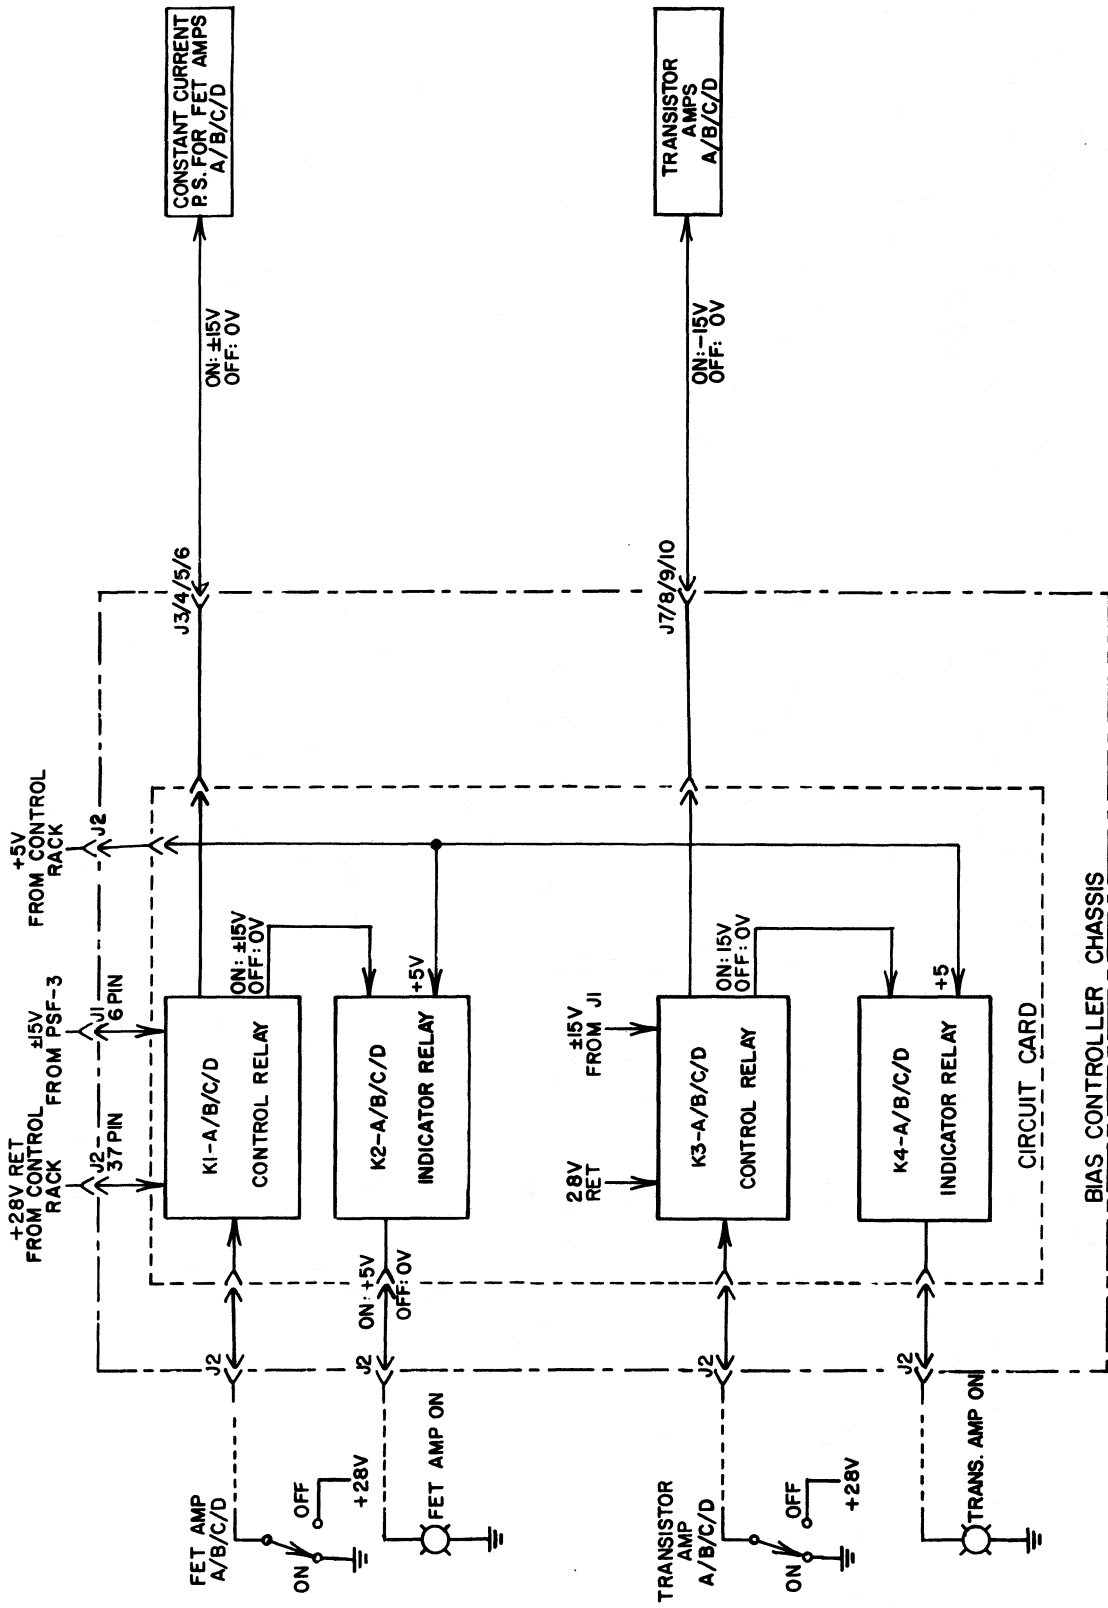 +28V RET
FROM CONTROL
RACK
J2
37 PIN
±15V
FROM PSF-3
J1
6 PIN
+5V
FROM CONTROL
RACK
J2
FET AMP
A/B/C/D
ON
OFF
+28V
J2
K1-A/B/C/D
CONTROL RELAY
ON: ±15V
OFF: 0V
J3/4/5/6
ON: ±15V
OFF: 0V
CONSTANT CURRENT
P.S. FOR FET AMPS
A/B/C/D
FET AMP ON
J2
ON: +5V
OFF: 0V
K2-A/B/C/D
INDICATOR RELAY
+5V
28V
RET
±15V
FROM J1
TRANSISTOR
AMP
A/B/C/D
ON
OFF
+28V
J2
K3-A/B/C/D
CONTROL RELAY
ON: 15V
OFF: 0V
J7/8/9/10
ON: -15V
OFF: 0V
TRANSISTOR
AMPS
A/B/C/D
TRANS. AMP ON
J2
K4-A/B/C/D
INDICATOR RELAY
+5
CIRCUIT CARD
BIAS CONTROLLER CHASSIS